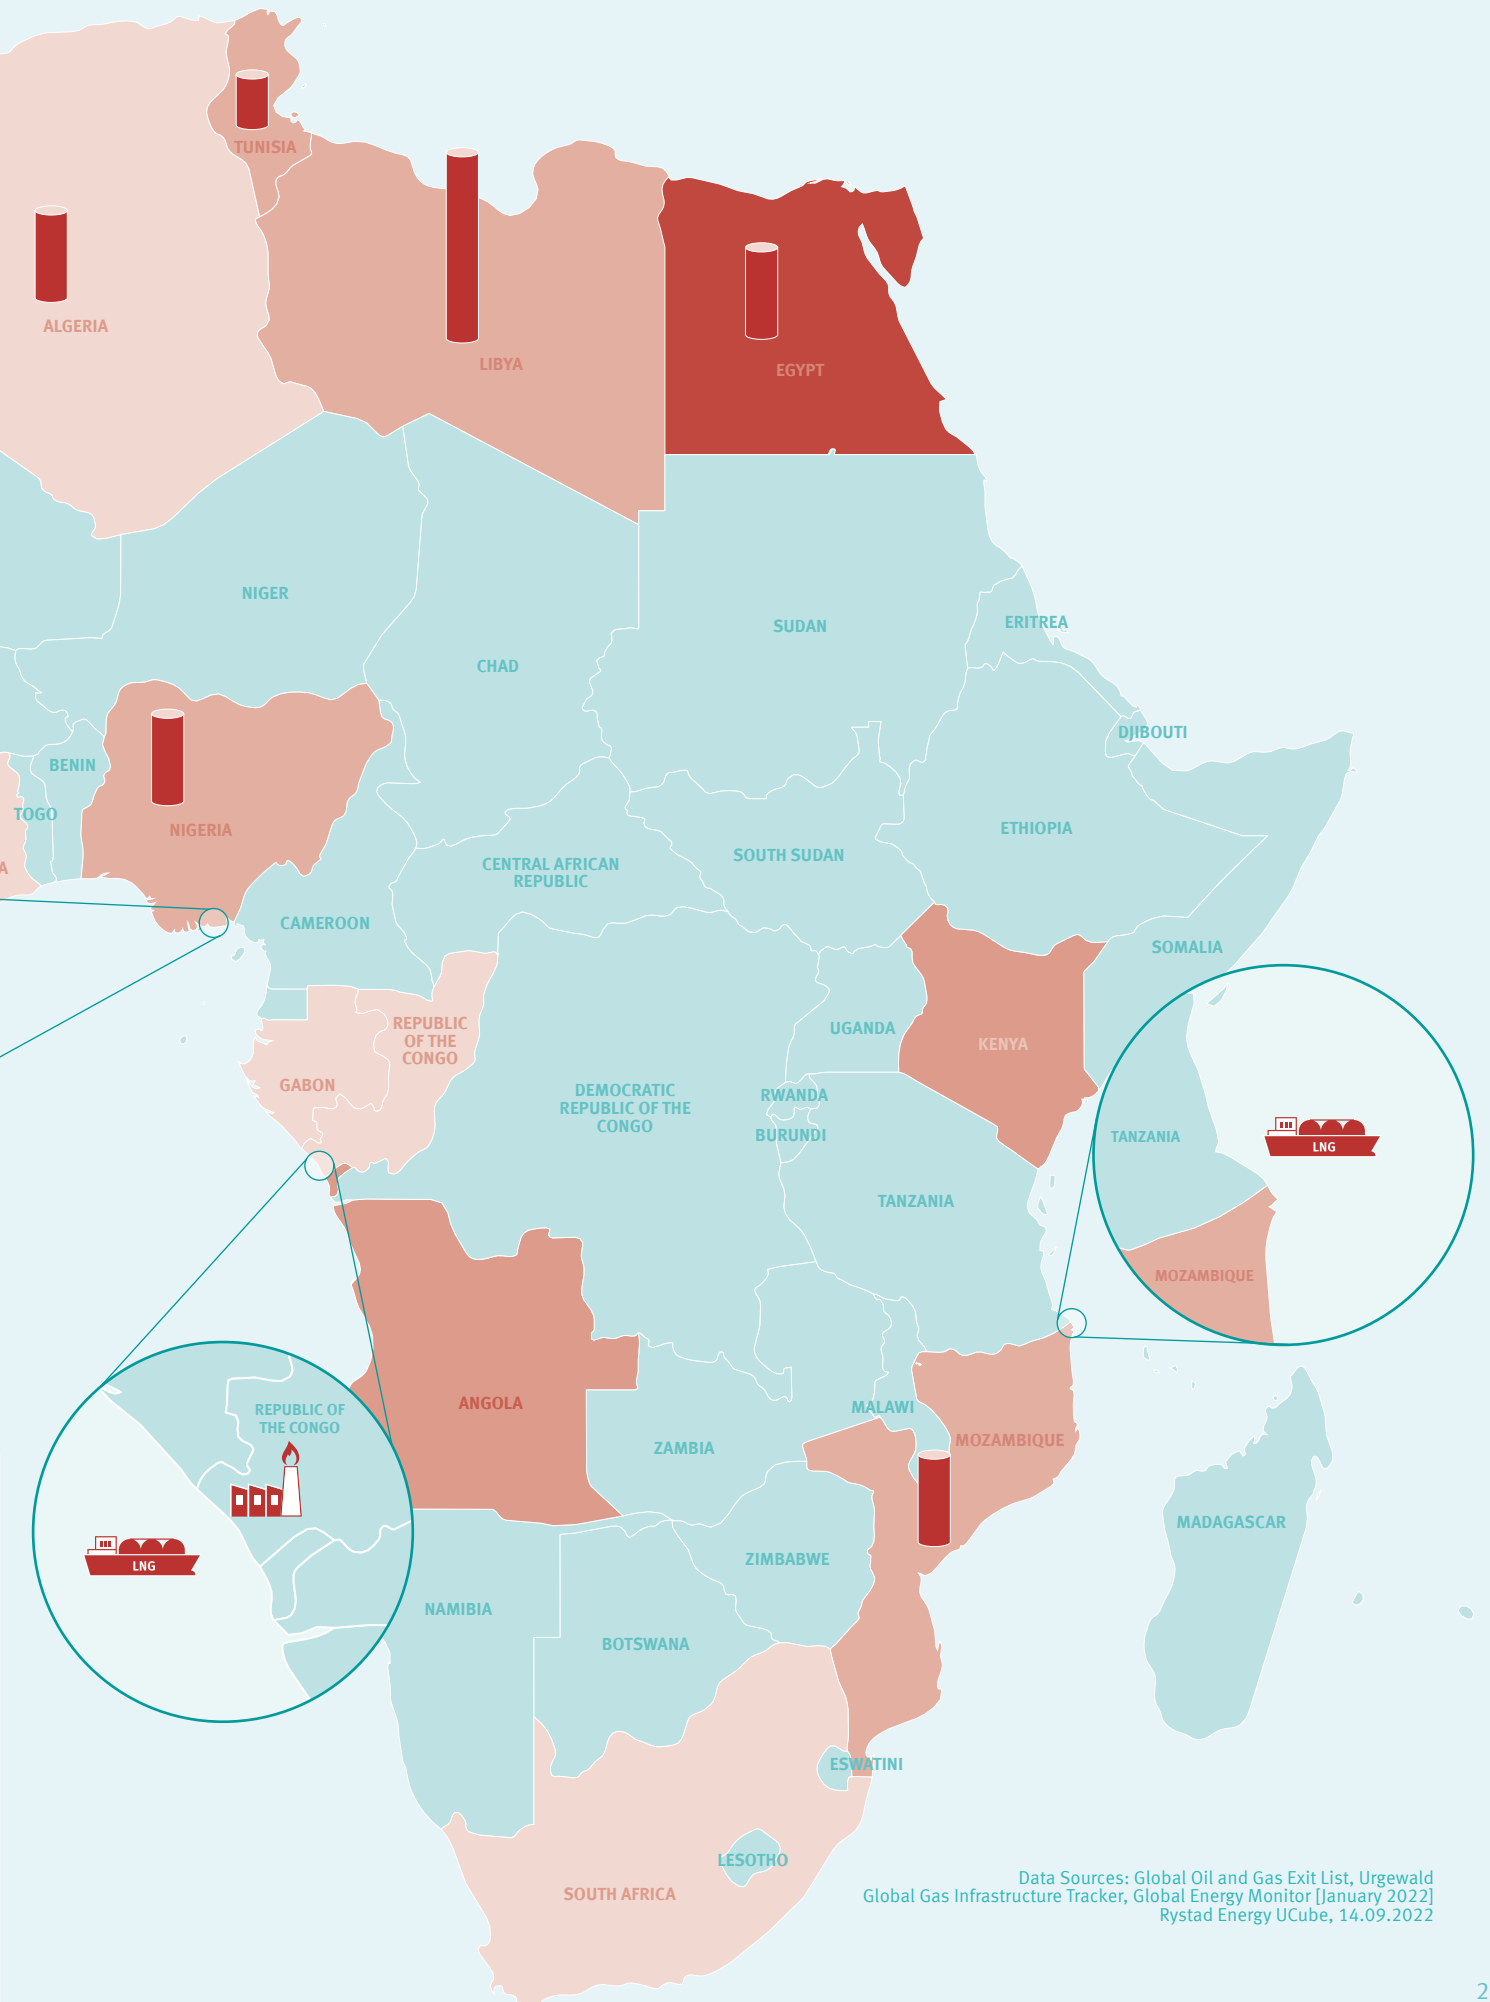 TUNISIA
ALGERIA
LIBYA
EGYPT
NIGER
SUDAN
ERITREA
CHAD
DJIBOUTI
BENIN
TOGO
NIGERIA
A
ETHIOPIA
SOUTH SUDAN
CENTRAL AFRICAN
REPUBLIC
CAMEROON
SOMALIA
REPUBLIC
OF THE
CONGO
UGANDA
KENYA
GABON
DEMOCRATIC
REPUBLIC OF THE
CONGO
RWANDA
BURUNDI
TANZANIA
LNG
TANZANIA
MOZAMBIQUE
ANGOLA
MALAWI
REPUBLIC OF
THE CONGO
ZAMBIA
MOZAMBIQUE
MADAGASCAR
LNG
ZIMBABWE
NAMIBIA
BOTSWANA
ESWATINI
LESOTHO
SOUTH AFRICA
Data Sources: Global Oil and Gas Exit List, Urgewald
Global Gas Infrastructure Tracker, Global Energy Monitor [January 2022]
Rystad Energy UCube, 14.09.2022
2